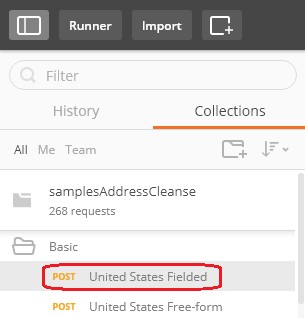 Runner Import
Filter
History Collections
All Me Team
samplesAddressCleanse
268 requests
Basic
POST United States Fielded
POST United States Free-form